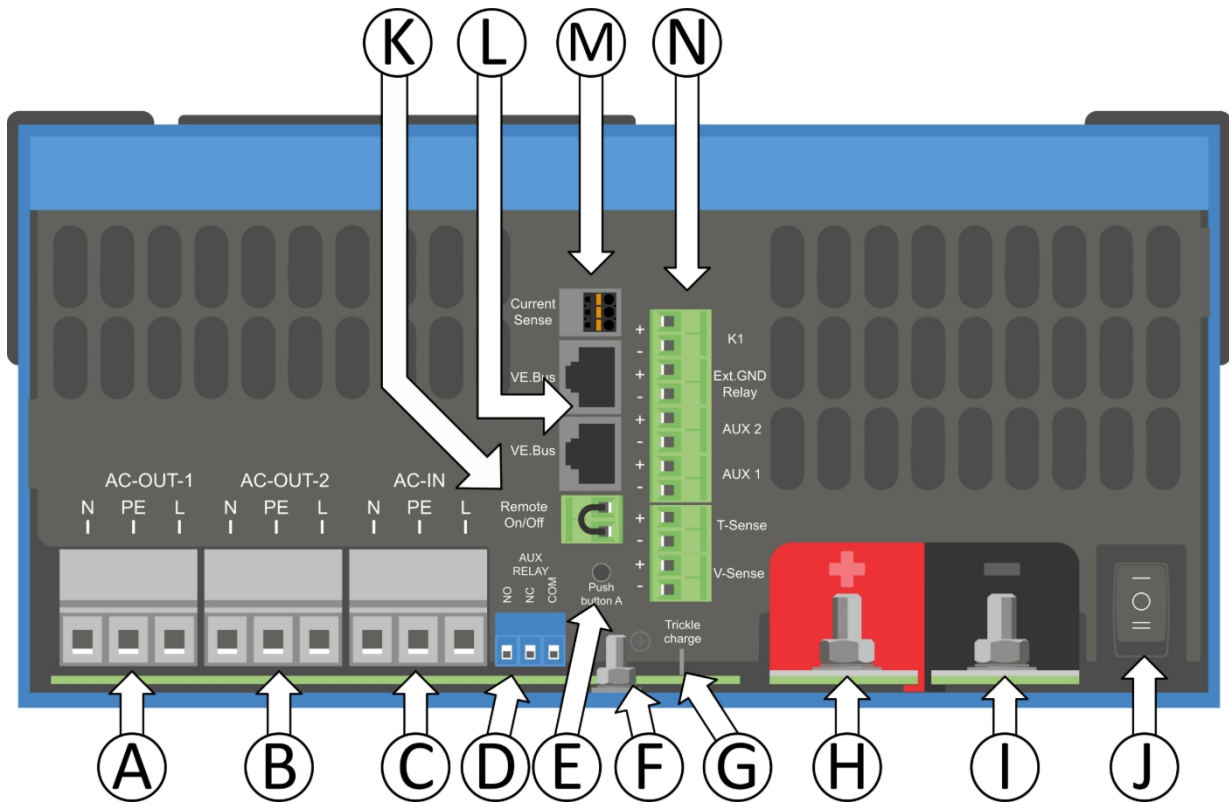 K L M N
Current
Sense
+
K1
-
VE.Bus
+
Ext.GND
Relay
-
+
AUX 2
-
VE.Bus
+
AUX 1
-
AC-OUT-1 AC-OUT-2 AC-IN
N PE L N PE L N PE L
Remote
On/Off
+
T-Sense
-
AUX
RELAY
+
V-Sense
-
NO NC COM
Push
button A
Trickle
charge
+ -
I
O
II
A B C D E F G H I J